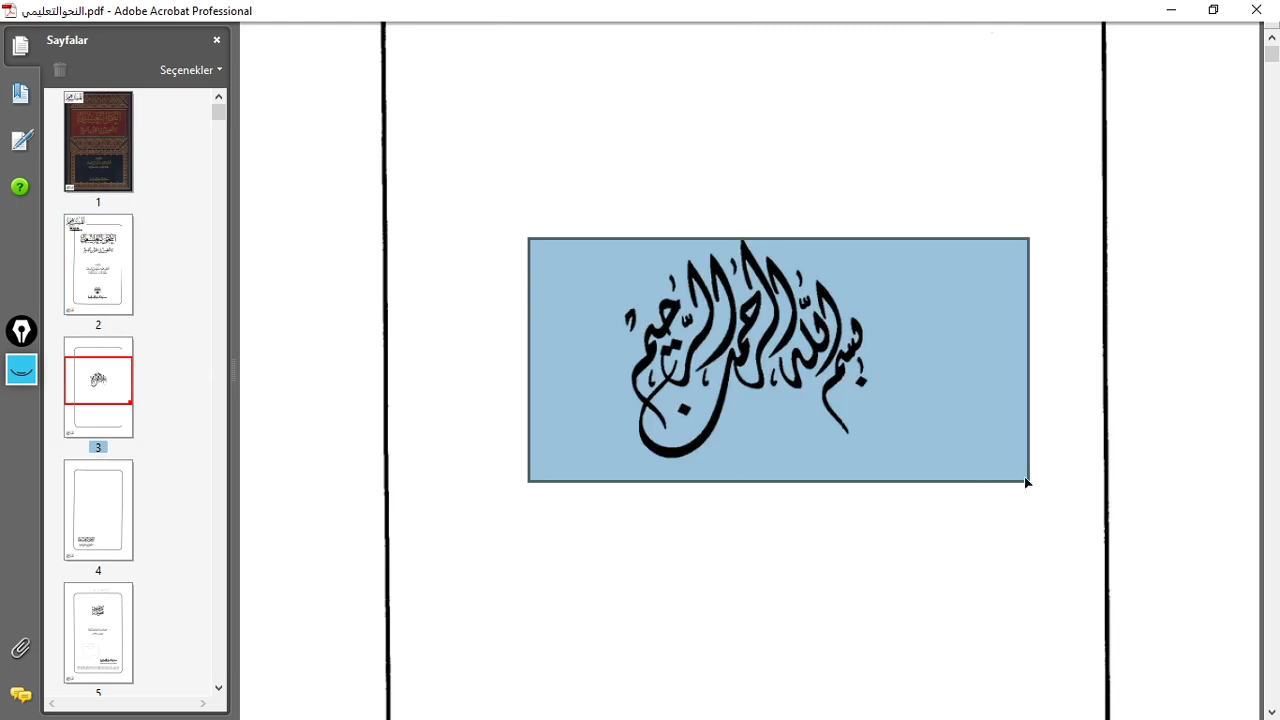 النحوالتعليمي.pdf - Adobe Acrobat Professional
Sayfalar
Seçenekler
1
2
3
4
5
بسم الله الرحمن الرحيم